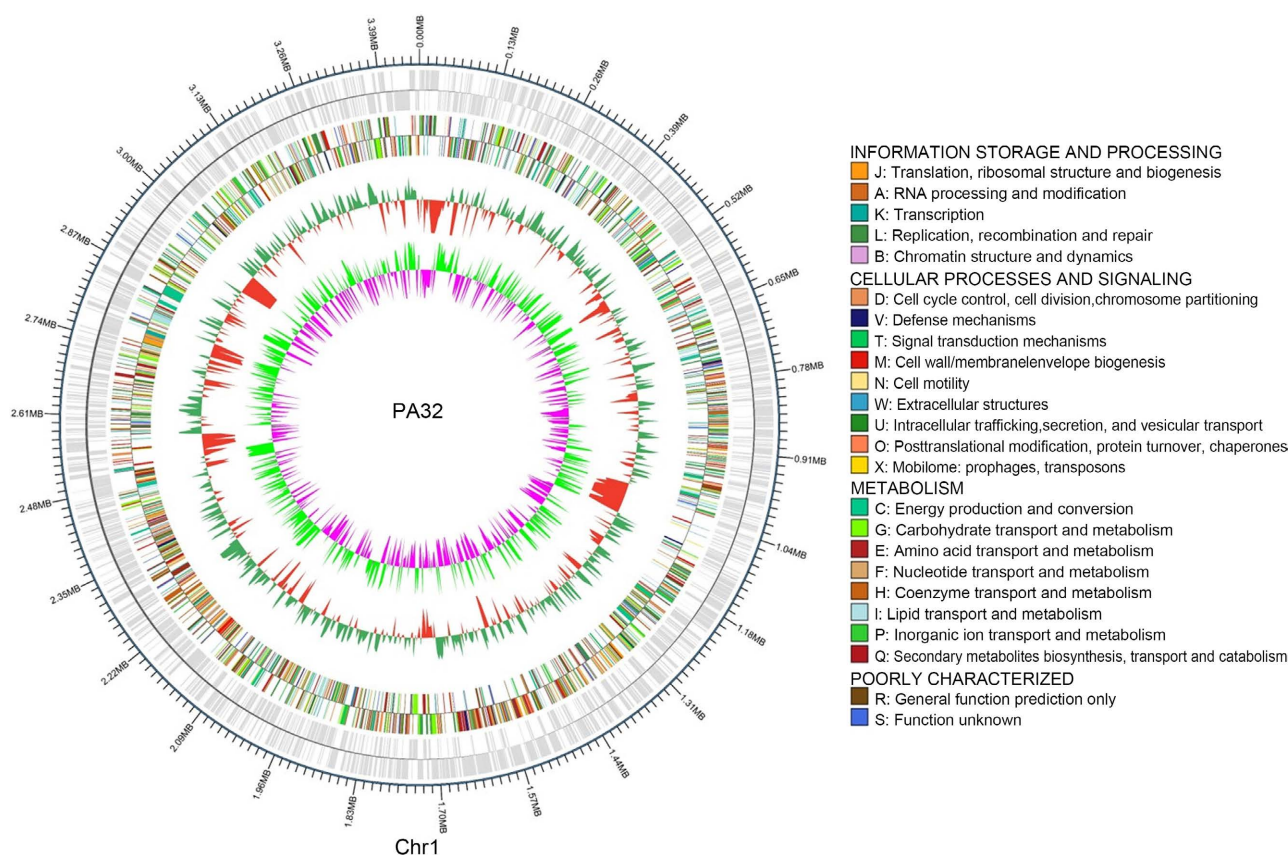 0.00MB
0.13MB
0.26MB
0.39MB
0.52MB
0.65MB
0.78MB
0.91MB
1.04MB
1.18MB
1.31MB
1.44MB
1.57MB
1.70MB
1.83MB
1.96MB
2.09MB
2.22MB
2.35MB
2.48MB
2.61MB
2.74MB
2.87MB
3.00MB
3.13MB
3.26MB
3.39MB
PA32
Chr1
INFORMATION STORAGE AND PROCESSING
J: Translation, ribosomal structure and biogenesis
A: RNA processing and modification
K: Transcription
L: Replication, recombination and repair
B: Chromatin structure and dynamics
CELLULAR PROCESSES AND SIGNALING
D: Cell cycle control, cell division,chromosome partitioning
V: Defense mechanisms
T: Signal transduction mechanisms
M: Cell wall/membranelenvelope biogenesis
N: Cell motility
W: Extracellular structures
U: Intracellular trafficking,secretion, and vesicular transport
O: Posttranslational modification, protein turnover, chaperones
X: Mobilome: prophages, transposons
METABOLISM
C: Energy production and conversion
G: Carbohydrate transport and metabolism
E: Amino acid transport and metabolism
F: Nucleotide transport and metabolism
H: Coenzyme transport and metabolism
I: Lipid transport and metabolism
P: Inorganic ion transport and metabolism
Q: Secondary metabolites biosynthesis, transport and catabolism
POORLY CHARACTERIZED
R: General function prediction only
S: Function unknown